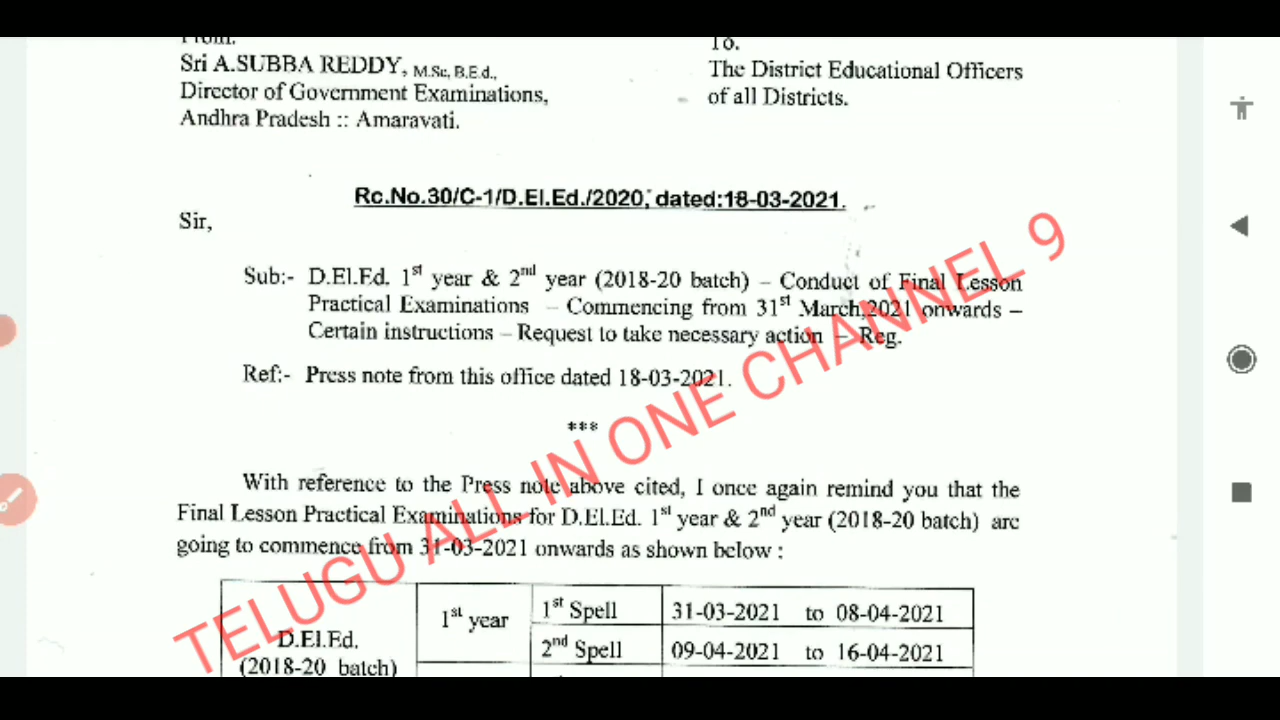 From.
To.
Sri A.SUBBA REDDY, M.Sc, B.Ed.,
Director of Government Examinations,
Andhra Pradesh :: Amaravati.
The District Educational Officers
of all Districts.
Rc.No.30/C-1/D.El.Ed./2020, dated:18-03-2021.
Sir,
Sub:- D.El.Ed. 1st year & 2nd year (2018-20 batch) – Conduct of Final Lesson
Practical Examinations – Commencing from 31st March,2021 onwards –
Certain instructions – Request to take necessary action – Reg.
Ref:- Press note from this office dated 18-03-2021.
***
With reference to the Press note above cited, I once again remind you that the
Final Lesson Practical Examinations for D.El.Ed. 1st year & 2nd year (2018-20 batch) are
going to commence from 31-03-2021 onwards as shown below :
D.El.Ed.
(2018-20 batch)
1st year
1st Spell 31-03-2021 to 08-04-2021
2nd Spell 09-04-2021 to 16-04-2021
TELUGU ALL IN ONE CHANNEL 9